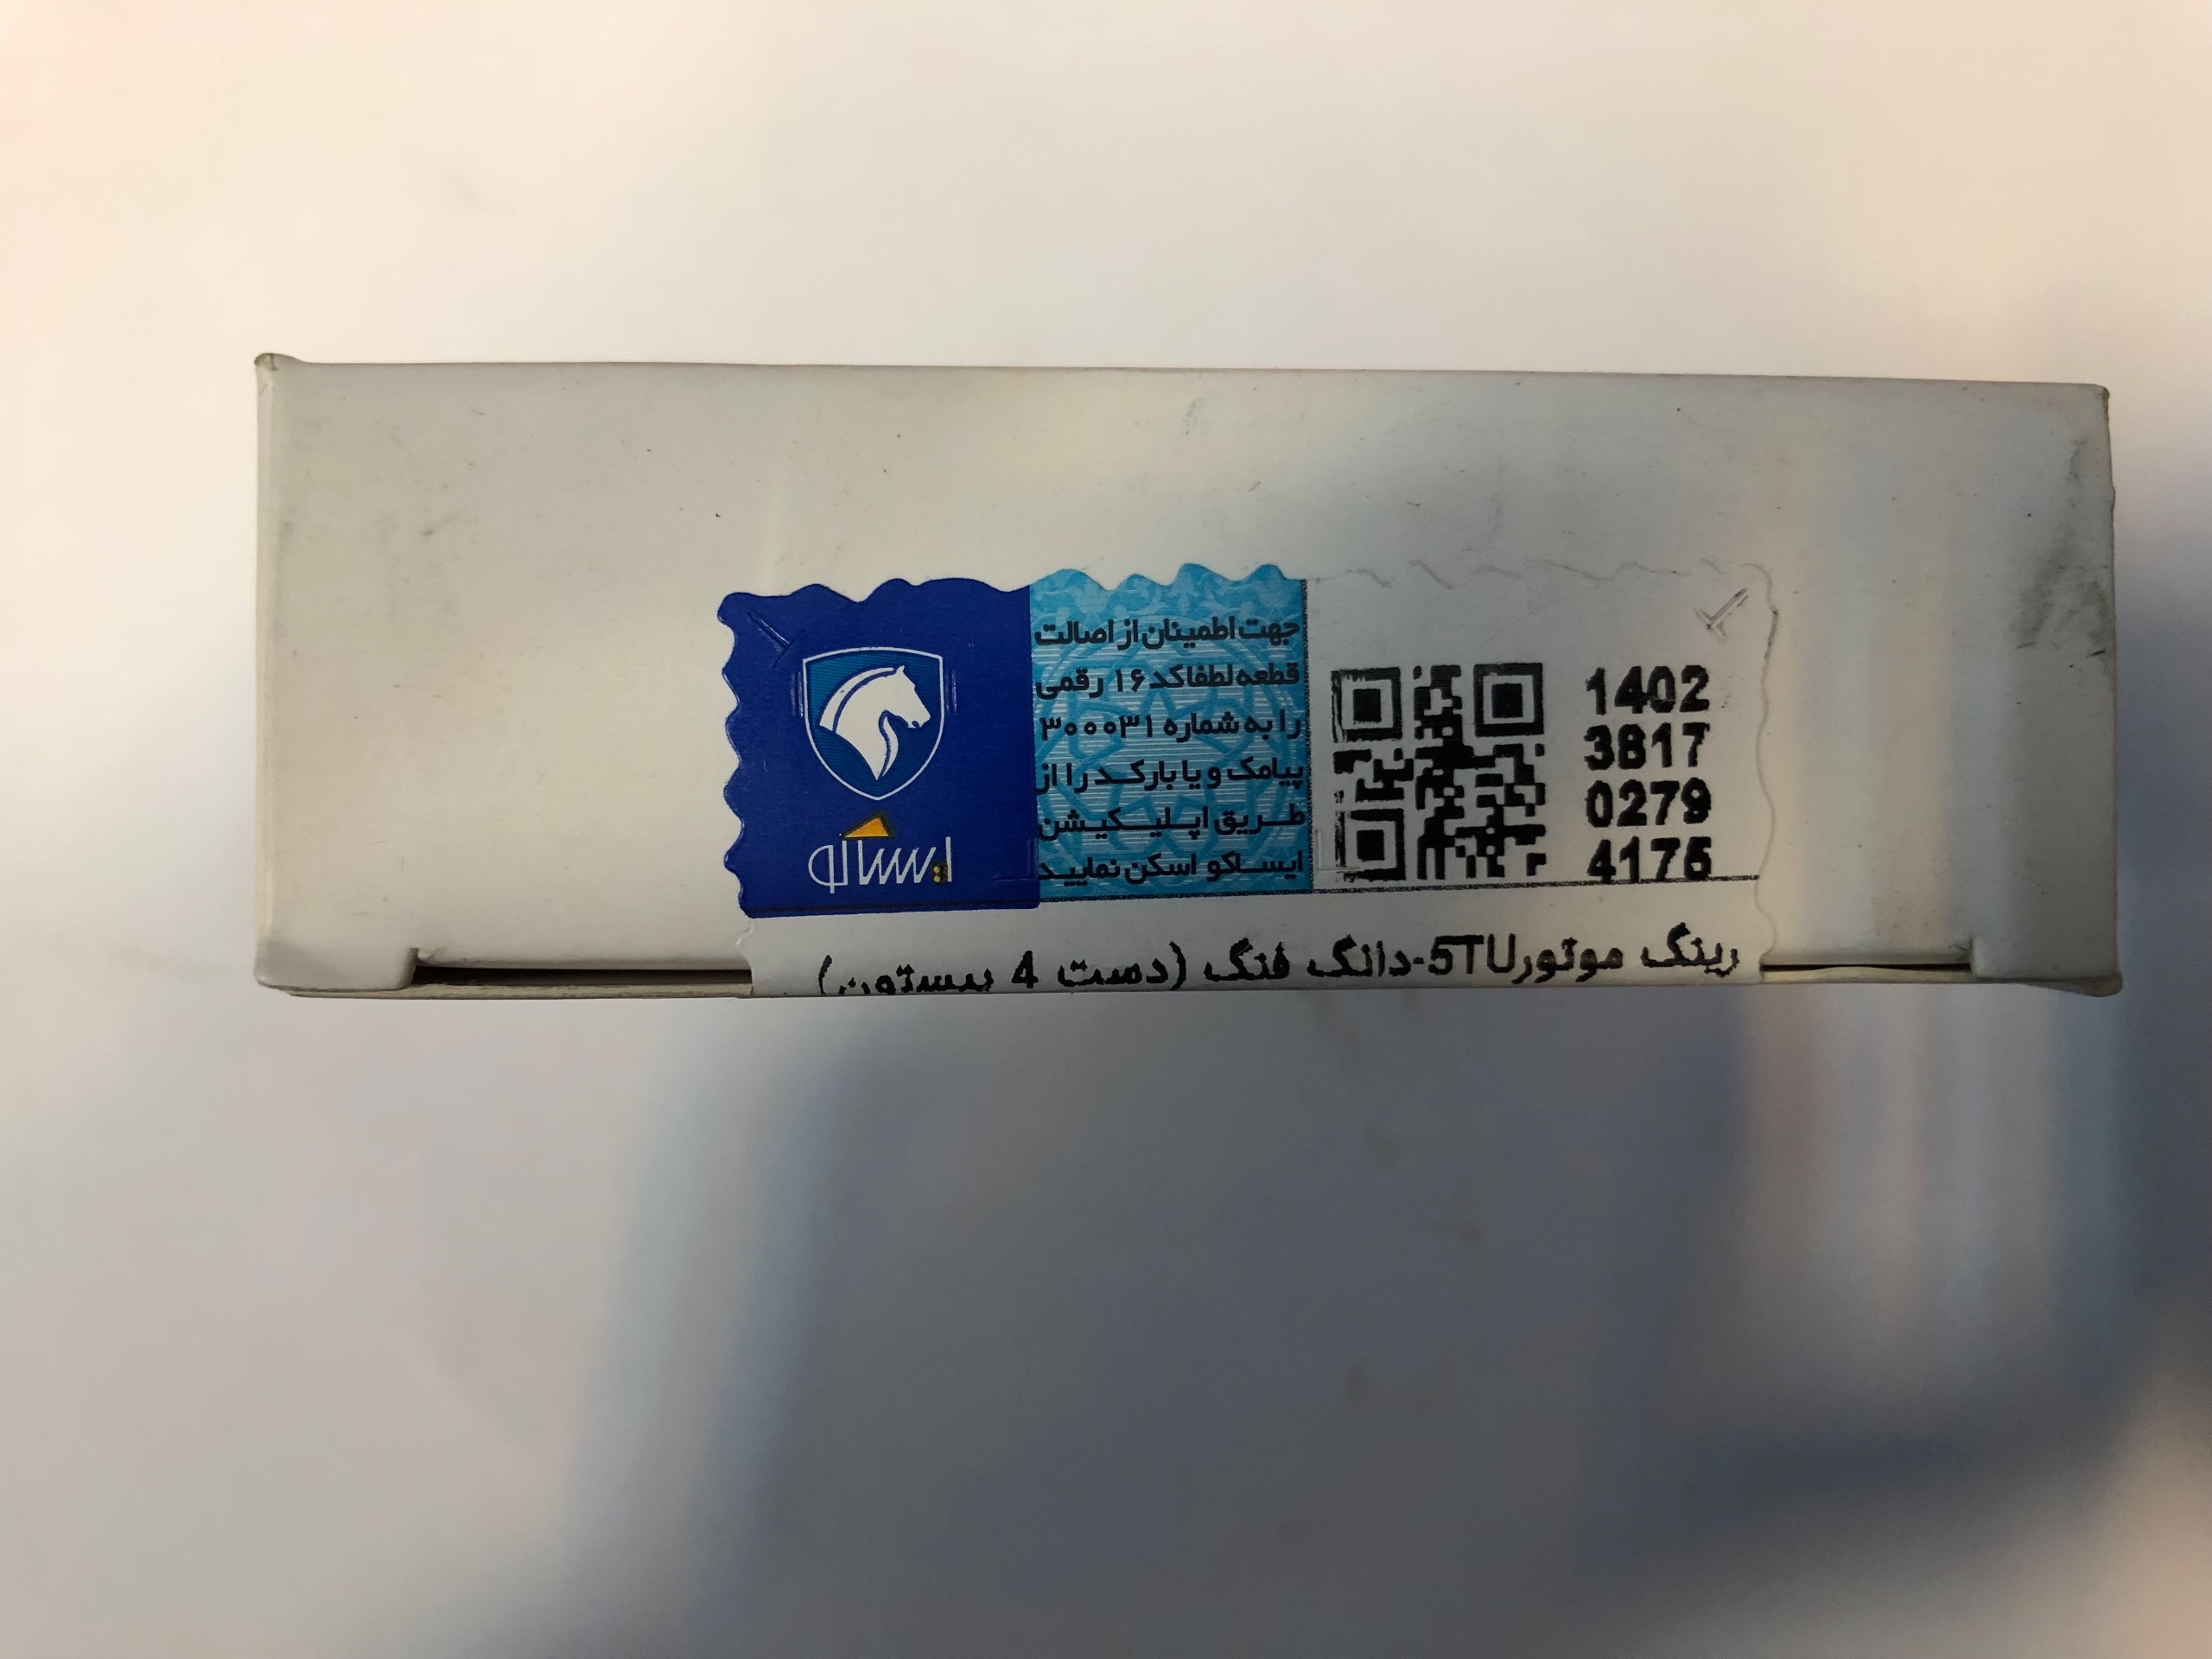 ایساکو
جهت اطمینان از اصالت
قطعه لطفا کد ۱۶ رقمی
را به شماره ۳۰۰۰۳۱
پیامک و یا بارکد را از
طریق اپلیکیشن
ایساکو اسکن نمایید
1402
3817
0279
4175
رینگ موتور5TU-دانگ فنگ (دست 4 پیستون)